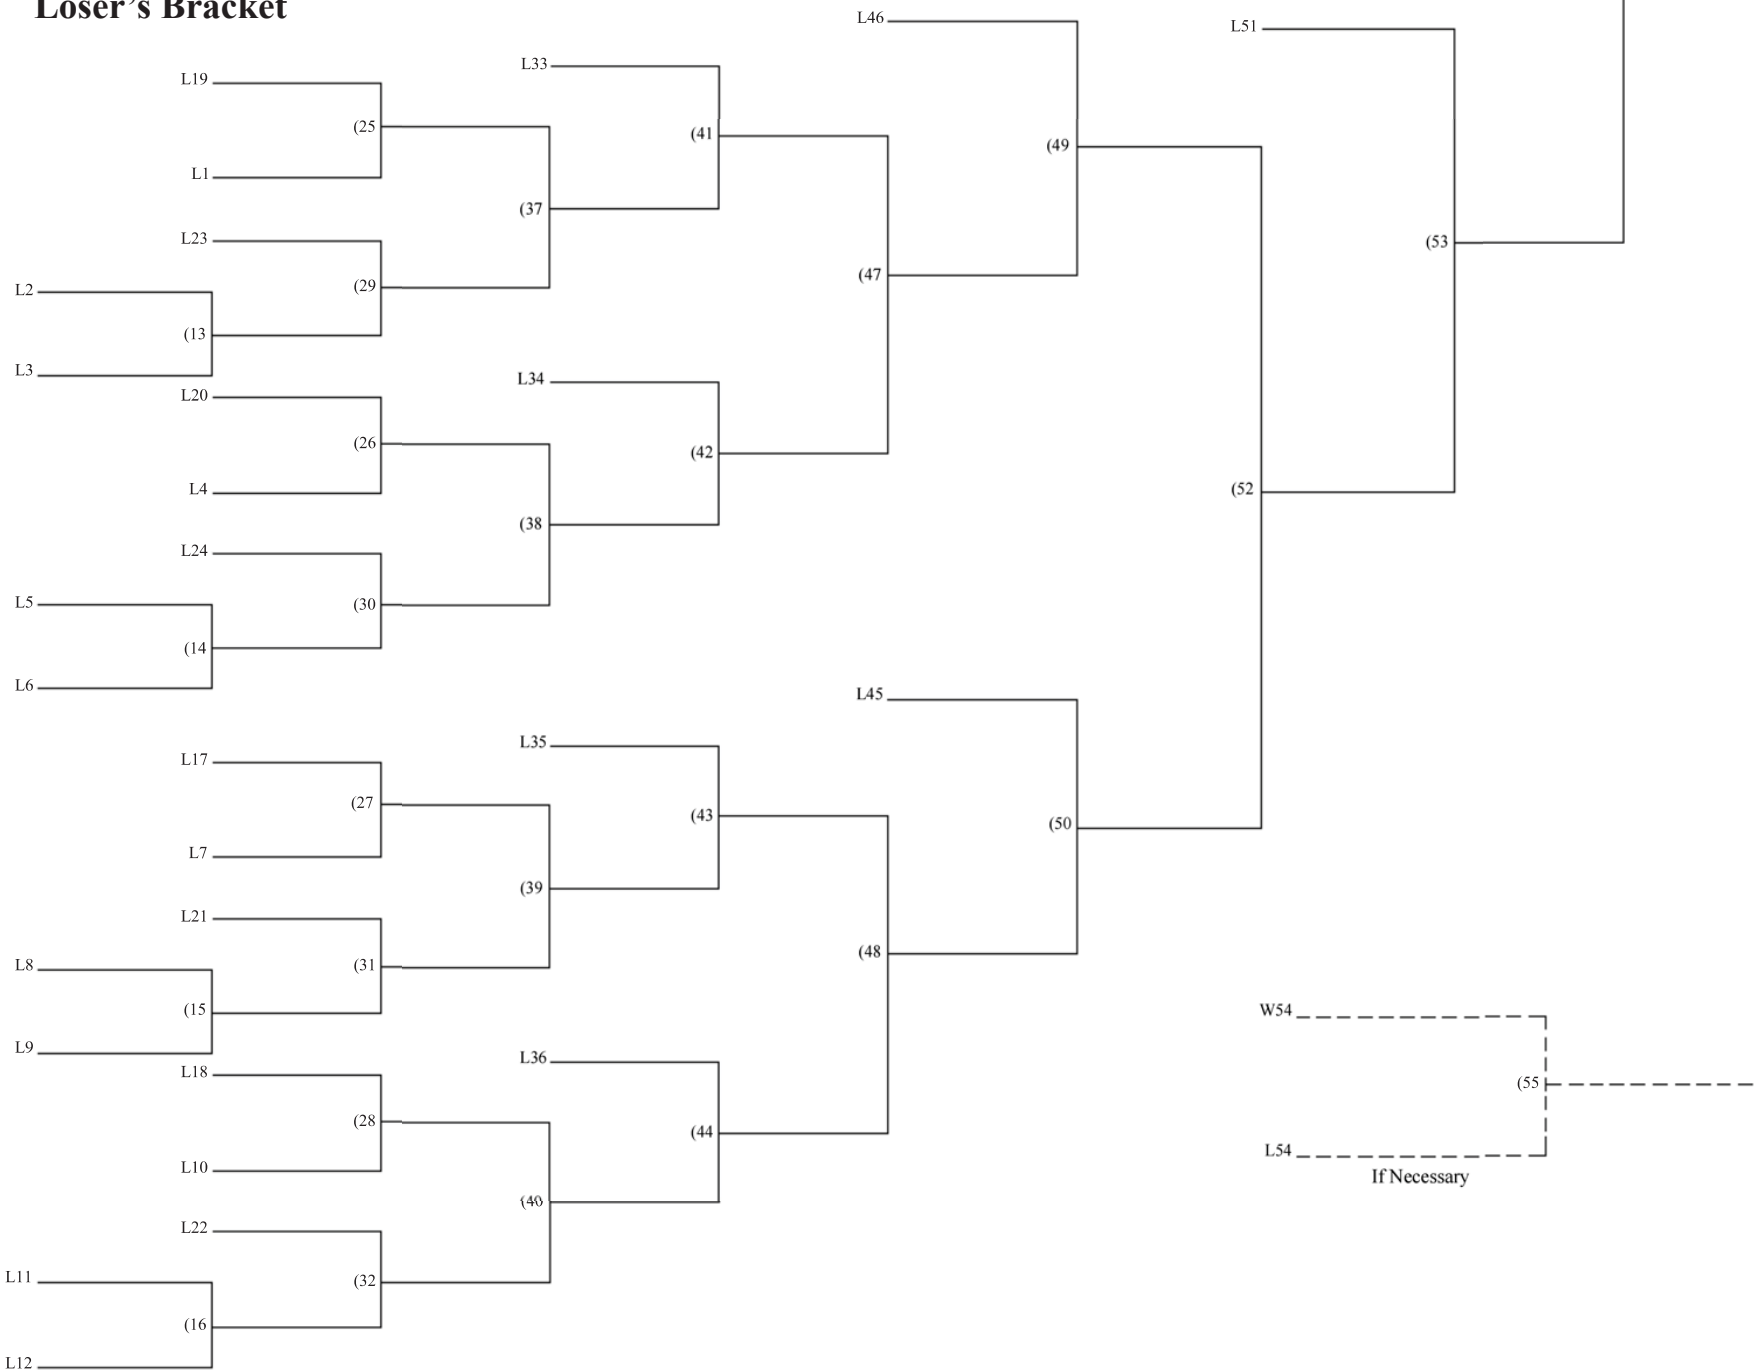 Loser's Bracket
L46
L51
L33
L19
(25
(41
(49
L1
(37
L23
(53
(47
(29
L2
(13
L3
L34
L20
(26
(42
L4
(52
(38
L24
L5
(30
(14
L6
L45
L35
L17
(27
(43
(50
L7
(39
L21
(48
L8
(31
(15
W54
L9
L36
L18
(55
(28
(44
L54
L10
If Necessary
(40
L22
L11
(32
(16
L12